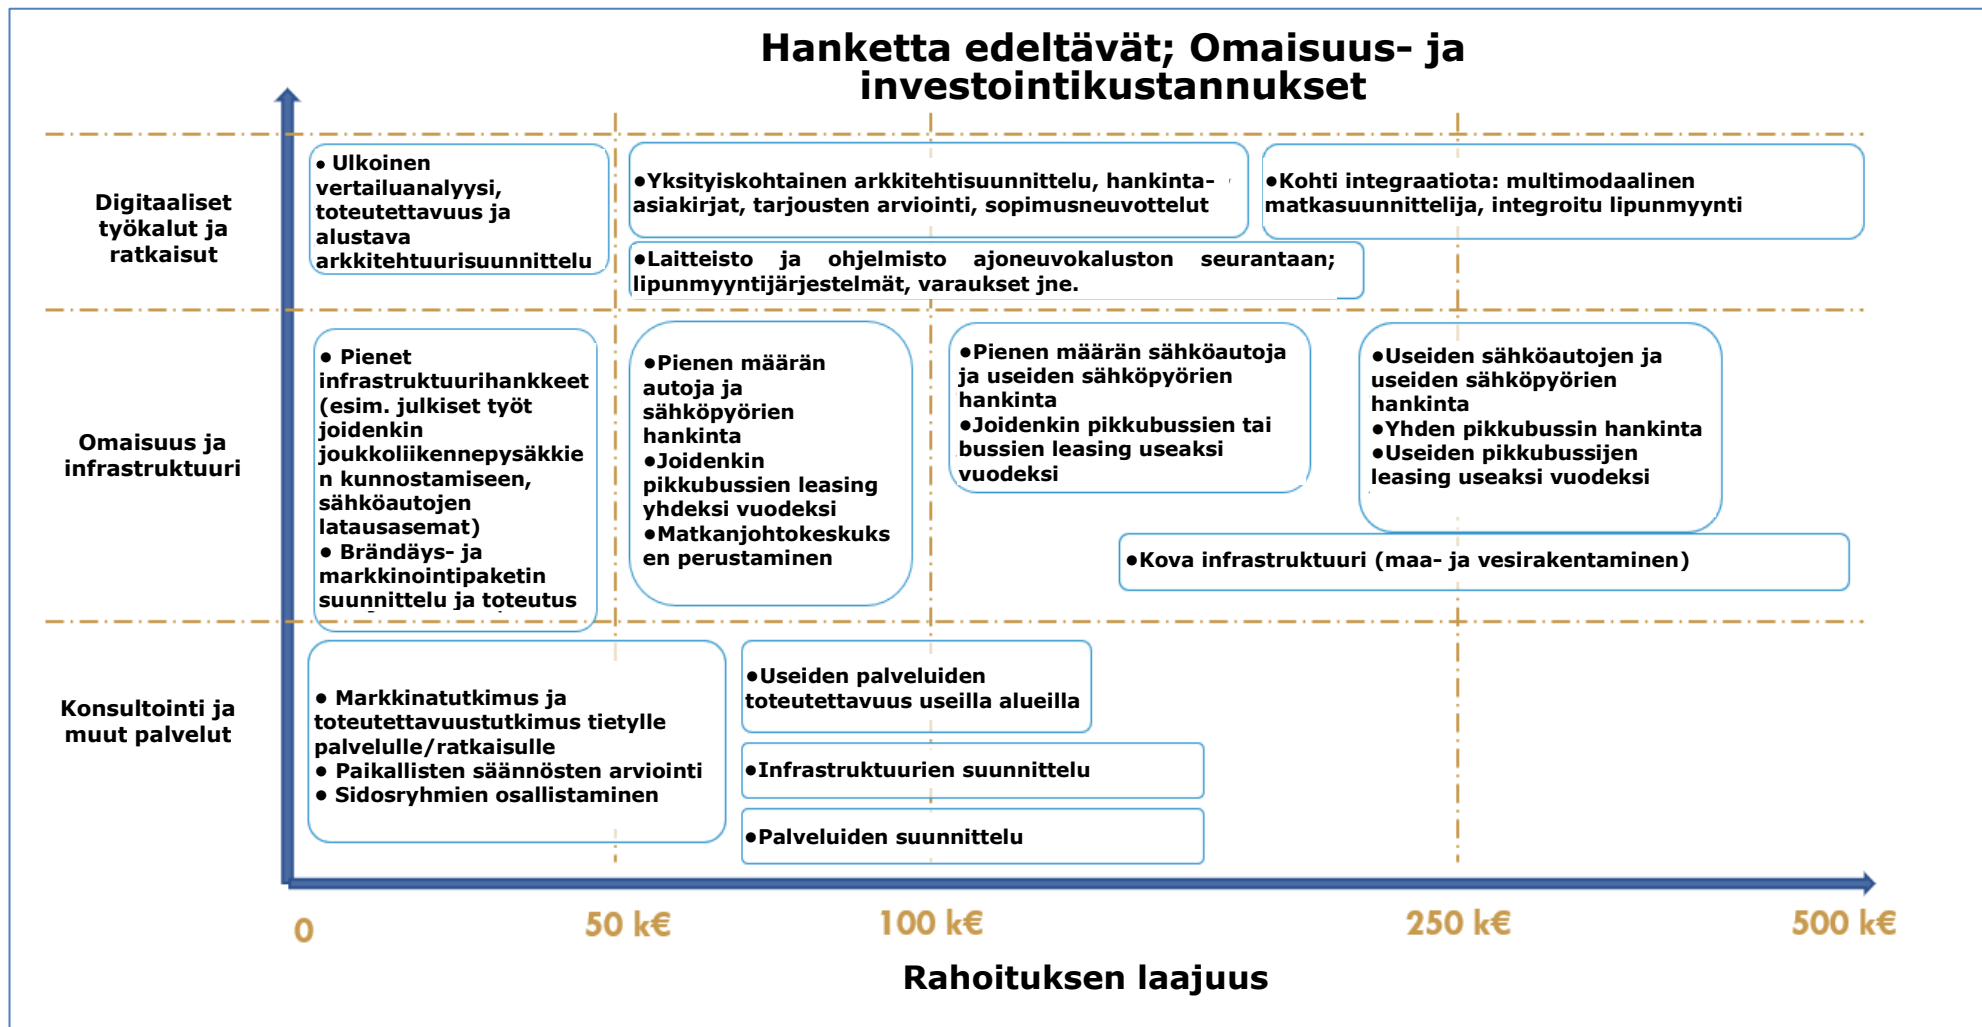 Hanketta edeltävät; Omaisuus- ja
investointikustannukset
Digitaaliset
työkalut ja
ratkaisut
● Ulkoinen
vertailuanalyysi,
toteutettavuus ja
alustava
arkkitehtuurisuunnittelu
●Yksityiskohtainen arkkitehtisuunnittelu, hankinta-
asiakirjat, tarjousten arviointi, sopimusneuvottelut
●Kohti integraatiota: multimodaalinen
matkasuunnittelija, integroitu lipunmyynti
●Laitteisto ja ohjelmisto ajoneuvokaluston seurantaan;
lipunmyyntijärjestelmät, varaukset jne.
Omaisuus ja
infrastruktuuri
● Pienet
infrastruktuurihankkeet
(esim. julkiset työt
joidenkin
joukkoliikennepysäkkie
n kunnostamiseen,
sähköautojen
latausasemat)
● Brändäys- ja
markkinointipaketin
suunnittelu ja toteutus
●Pienen määrän
autoja ja
sähköpyörien
hankinta
●Joidenkin
pikkubussien leasing
yhdeksi vuodeksi
●Matkanjohtokeskuks
en perustaminen
●Pienen määrän sähköautoja
ja useiden sähköpyörien
hankinta
●Joidenkin pikkubussien tai
bussien leasing useaksi
vuodeksi
●Useiden sähköautojen ja
useiden sähköpyörien
hankinta
●Yhden pikkubussin hankinta
●Useiden pikkubussijen
leasing useaksi vuodeksi
●Kova infrastruktuuri (maa- ja vesirakentaminen)
Konsultointi ja
muut palvelut
● Markkinatutkimus ja
toteutettavuustutkimus tietylle
palvelulle/ratkaisulle
● Paikallisten säännösten arviointi
● Sidosryhmien osallistaminen
●Useiden palveluiden
toteutettavuus useilla alueilla
●Infrastruktuurien suunnittelu
●Palveluiden suunnittelu
0
50 k€
100 k€
250 k€
500 k€
Rahoituksen laajuus